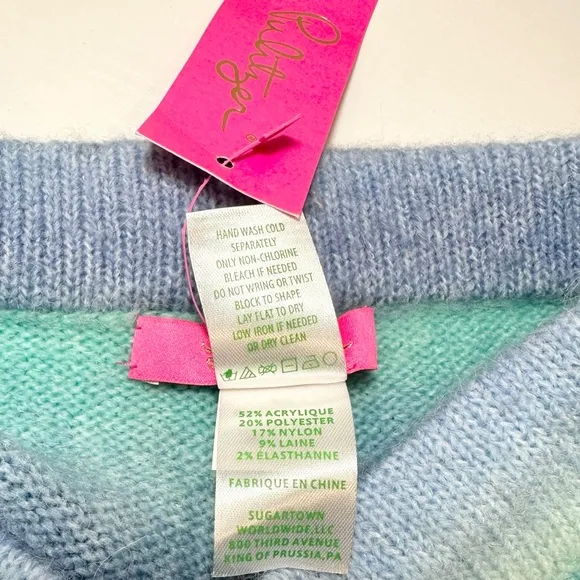 Pulitzer
HAND WASH COLD
SEPARATELY
ONLY NON-CHLORINE
BLEACH IF NEEDED
DO NOT WRING OR TWIST
BLOCK TO SHAPE
LAY FLAT TO DRY
LOW IRON IF NEEDED
OR DRY CLEAN
52% ACRYLIQUE
20% POLYESTER
17% NYLON
9% LAINE
2% ÉLASTHANNE
FABRIQUE EN CHINE
SUGARTOWN
WORLDWIDE, LLC
800 THIRD AVENUE
KING OF PRUSSIA, PA